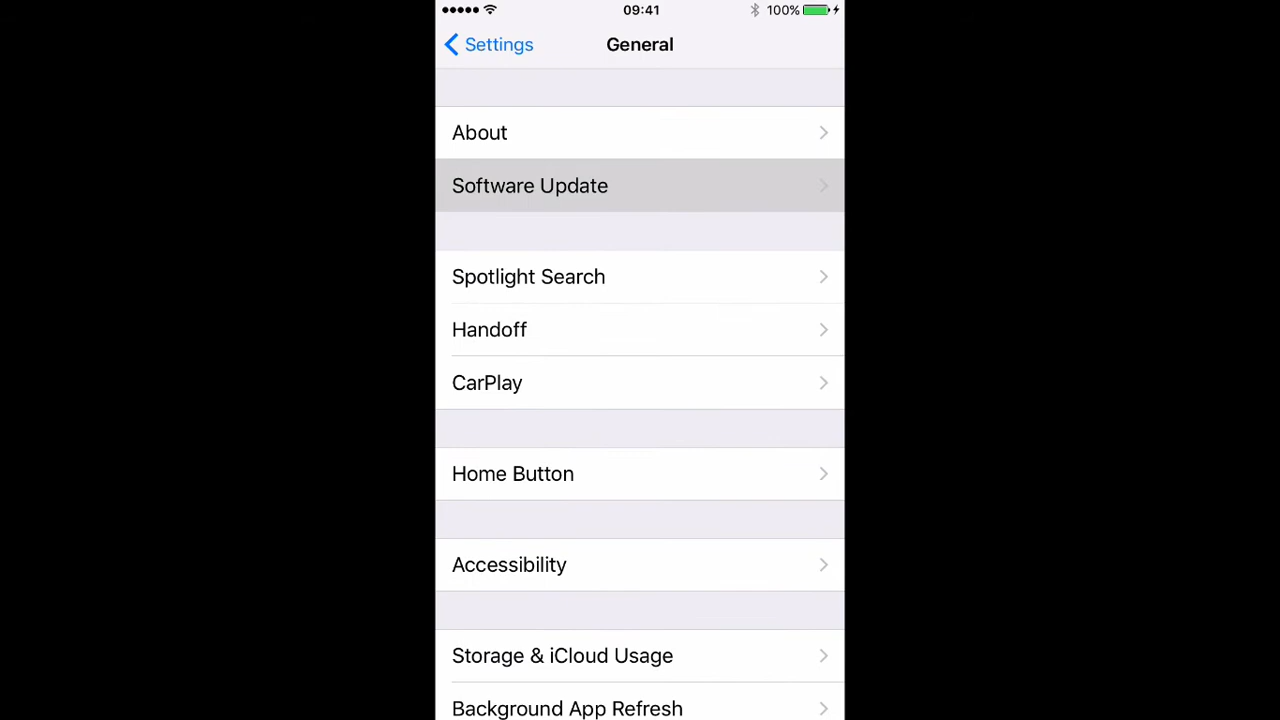 09:41
100%
Settings
General
About
Software Update
Spotlight Search
Handoff
CarPlay
Home Button
Accessibility
Storage & iCloud Usage
Background App Refresh